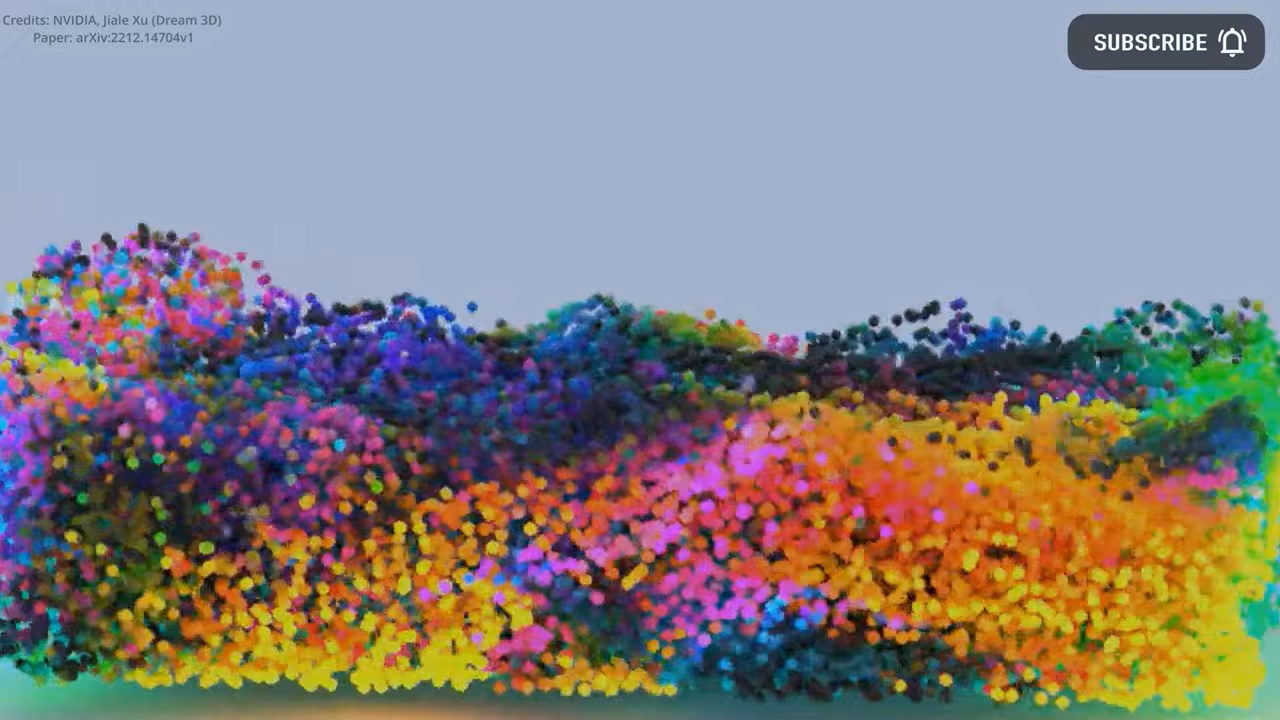 Credits: NVIDIA, Jiale Xu (Dream 3D)
Paper: arXiv:2212.14704v1
SUBSCRIBE